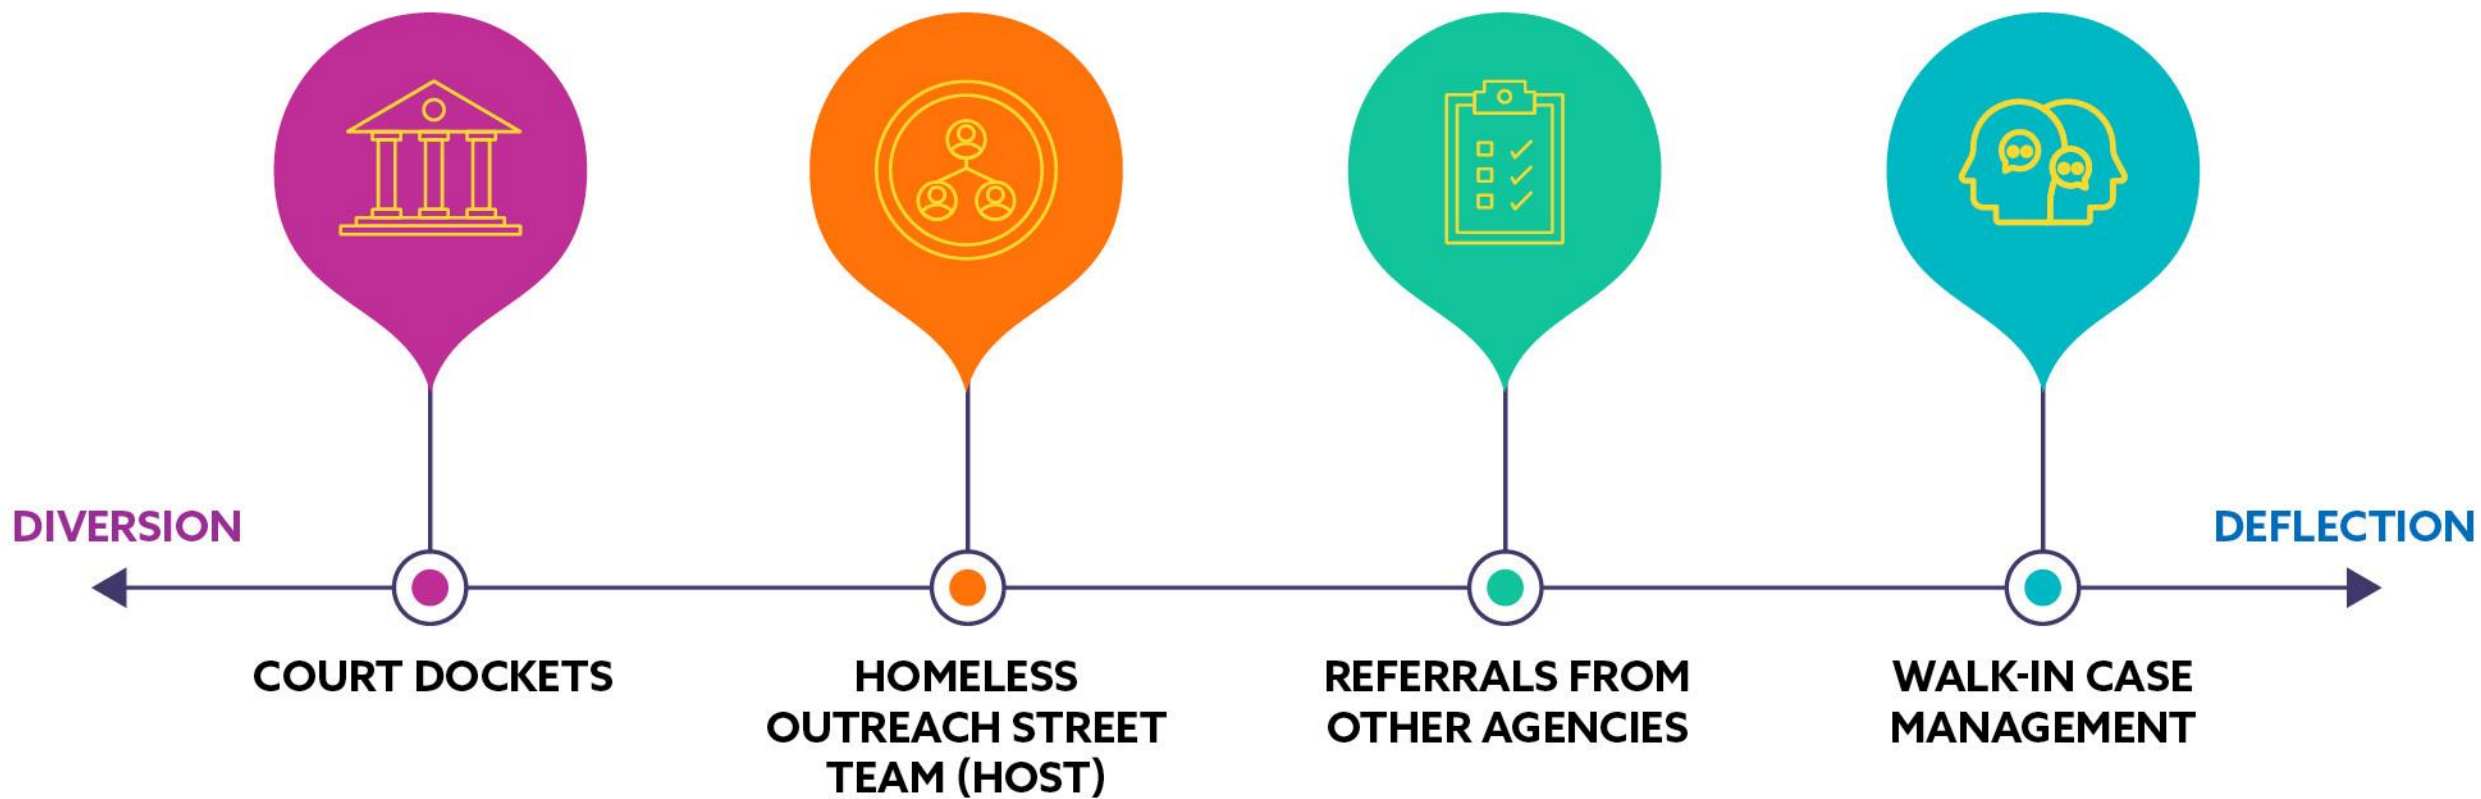 DIVERSION
DEFLECTION
COURT DOCKETS
HOMELESS
OUTREACH STREET
TEAM (HOST)
REFERRALS FROM
OTHER AGENCIES
WALK-IN CASE
MANAGEMENT